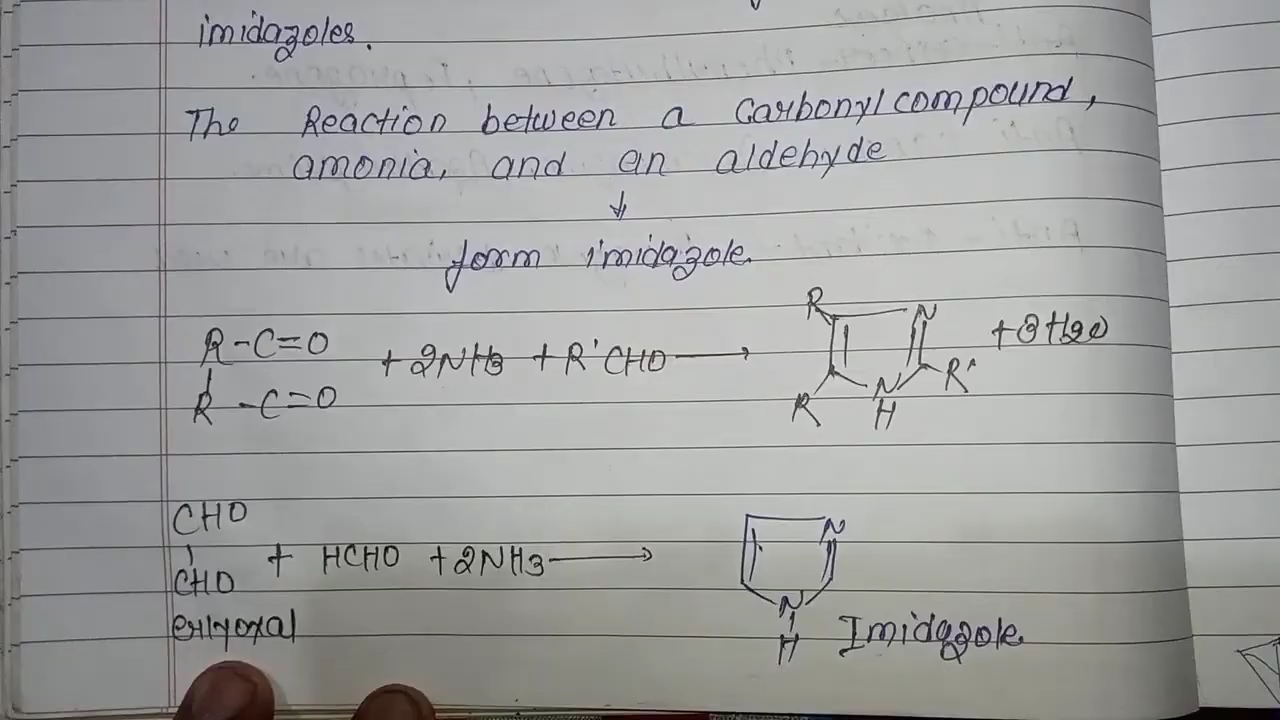 imidazoles.
The Reaction between a Carbonyl compound,
amonia, and an aldehyde
↓
form imidazole.
R-C=O
R-C=O
+ 2NH3 + R'CHO ⟶
R N
R N H R'
+ 3H2O
CHO
CHO
+ HCHO + 2NH3 ⟶
N
N
H
Glyoxal
Imidazole